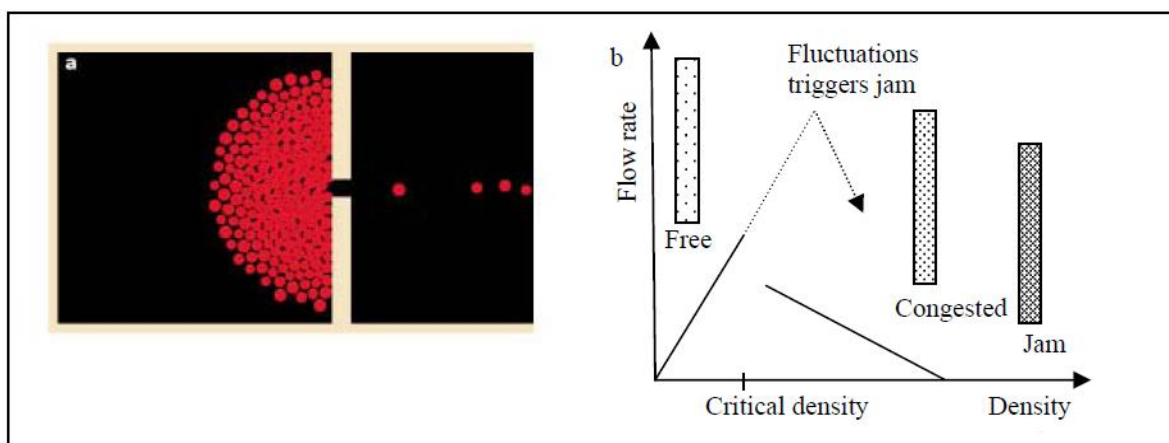 a
b
Fluctuations
triggers jam
Flow rate
Free
Congested
Jam
Critical density
Density